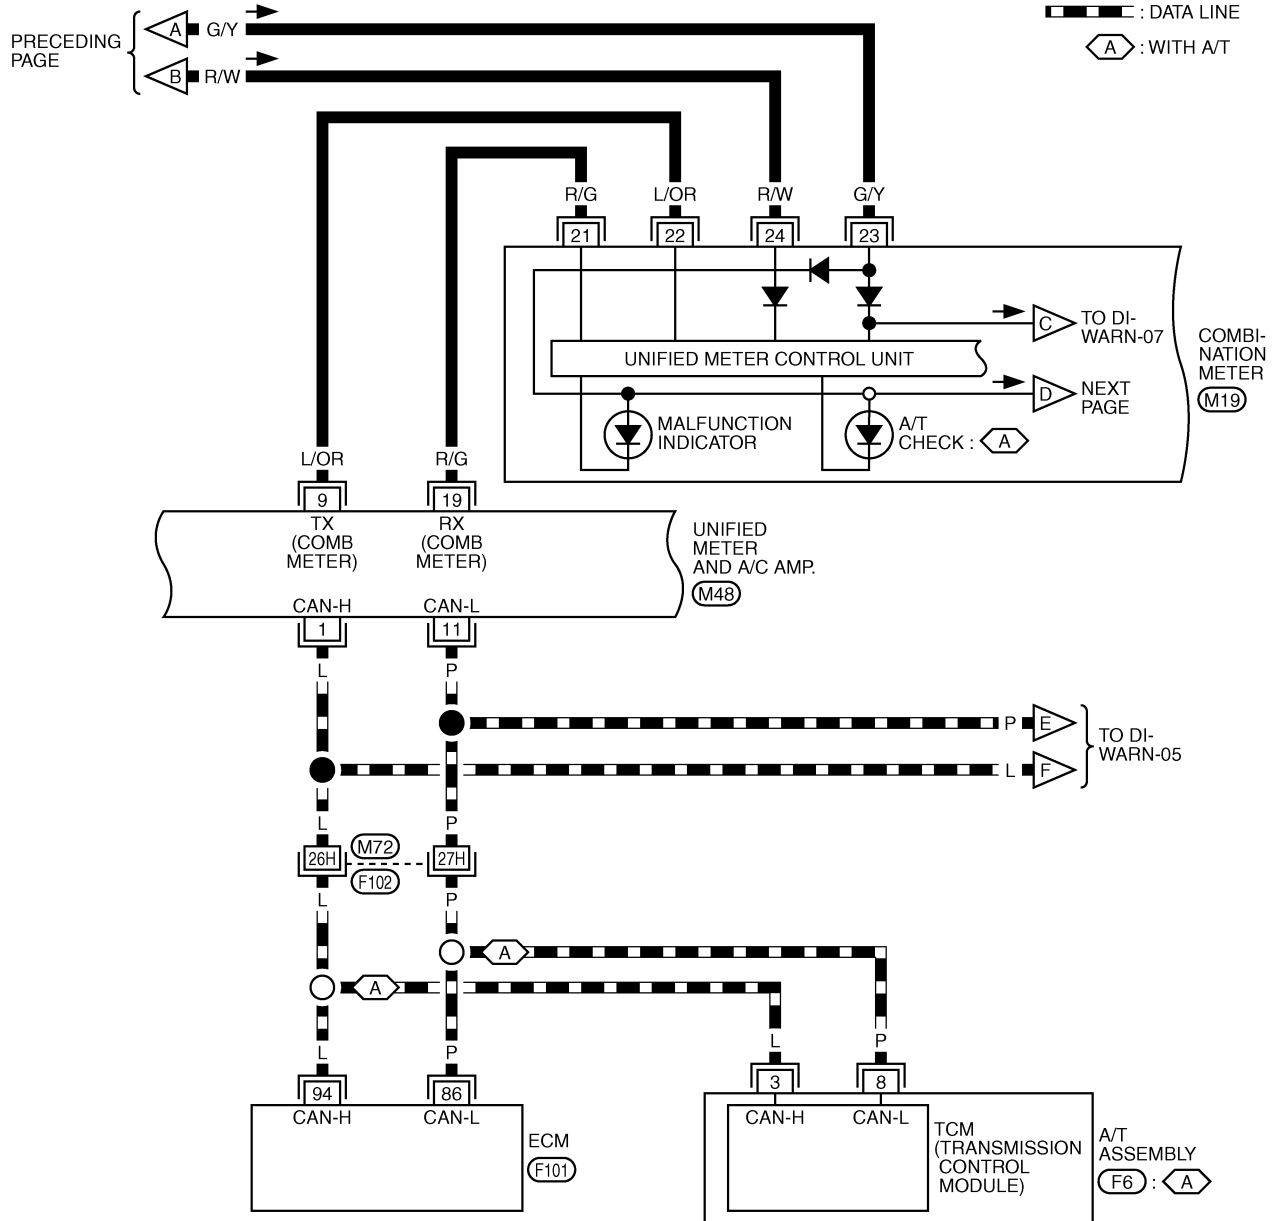 : DATA LINE
A : WITH A/T
PRECEDING
PAGE
A G/Y
B R/W
R/G L/OR R/W G/Y
21 22 24 23
C TO DI-
WARN-07
UNIFIED METER CONTROL UNIT
COMBI-
NATION
METER
M19
D NEXT
PAGE
MALFUNCTION
INDICATOR
A/T
CHECK : A
L/OR R/G
9 19
TX
(COMB
METER)
RX
(COMB
METER)
UNIFIED
METER
AND A/C AMP.
M48
CAN-H CAN-L
1 11
L P
P E
L F
TO DI-
WARN-05
L P
26H M72 27H
F102
L P
A
A
L P
L P
3 8
94 86
CAN-H CAN-L
CAN-H CAN-L
ECM
F101
TCM
(TRANSMISSION
CONTROL
MODULE)
A/T
ASSEMBLY
F6 : A